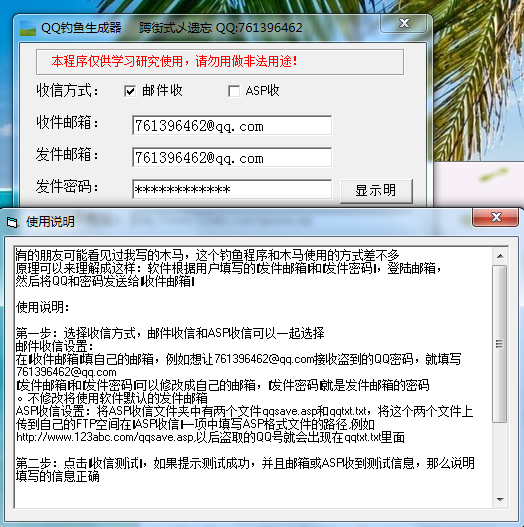 QQ钓鱼生成器 蹲街式乄遗忘 QQ:761396462
本程序仅供学习研究使用，请勿用做非法用途！
收信方式： 邮件收 ASP收
收件邮箱： 761396462@qq.com
发件邮箱： 761396462@qq.com
发件密码： ************ 显示明
使用说明
有的朋友可能看见过我写的木马，这个钓鱼程序和木马使用的方式差不多
原理可以来理解成这样：软件根据用户填写的[发件邮箱]和[发件密码]，登陆邮箱，
然后将QQ和密码发送给[收件邮箱]
使用说明：
第一步：选择收信方式，邮件收信和ASP收信可以一起选择
邮件收信设置：
在[收件邮箱]填自己的邮箱，例如想让761396462@qq.com接收盗到的QQ密码，就填写
761396462@qq.com
[发件邮箱]和[发件密码]可以修改成自己的邮箱，[发件密码]就是发件邮箱的密码
。不修改将使用软件默认的发件邮箱
ASP收信设置：将ASP收信文件夹中有两个文件qqsave.asp和qqtxt.txt，将这个两个文件上
传到自己的FTP空间在[ASP收信]一项中填写ASP格式文件的路径.例如
http://www.123abc.com/qqsave.asp,以后盗取的QQ号就会出现在qqtxt.txt里面
第二步：点击[收信测试]，如果提示测试成功，并且邮箱或ASP收到测试信息，那么说明
填写的信息正确